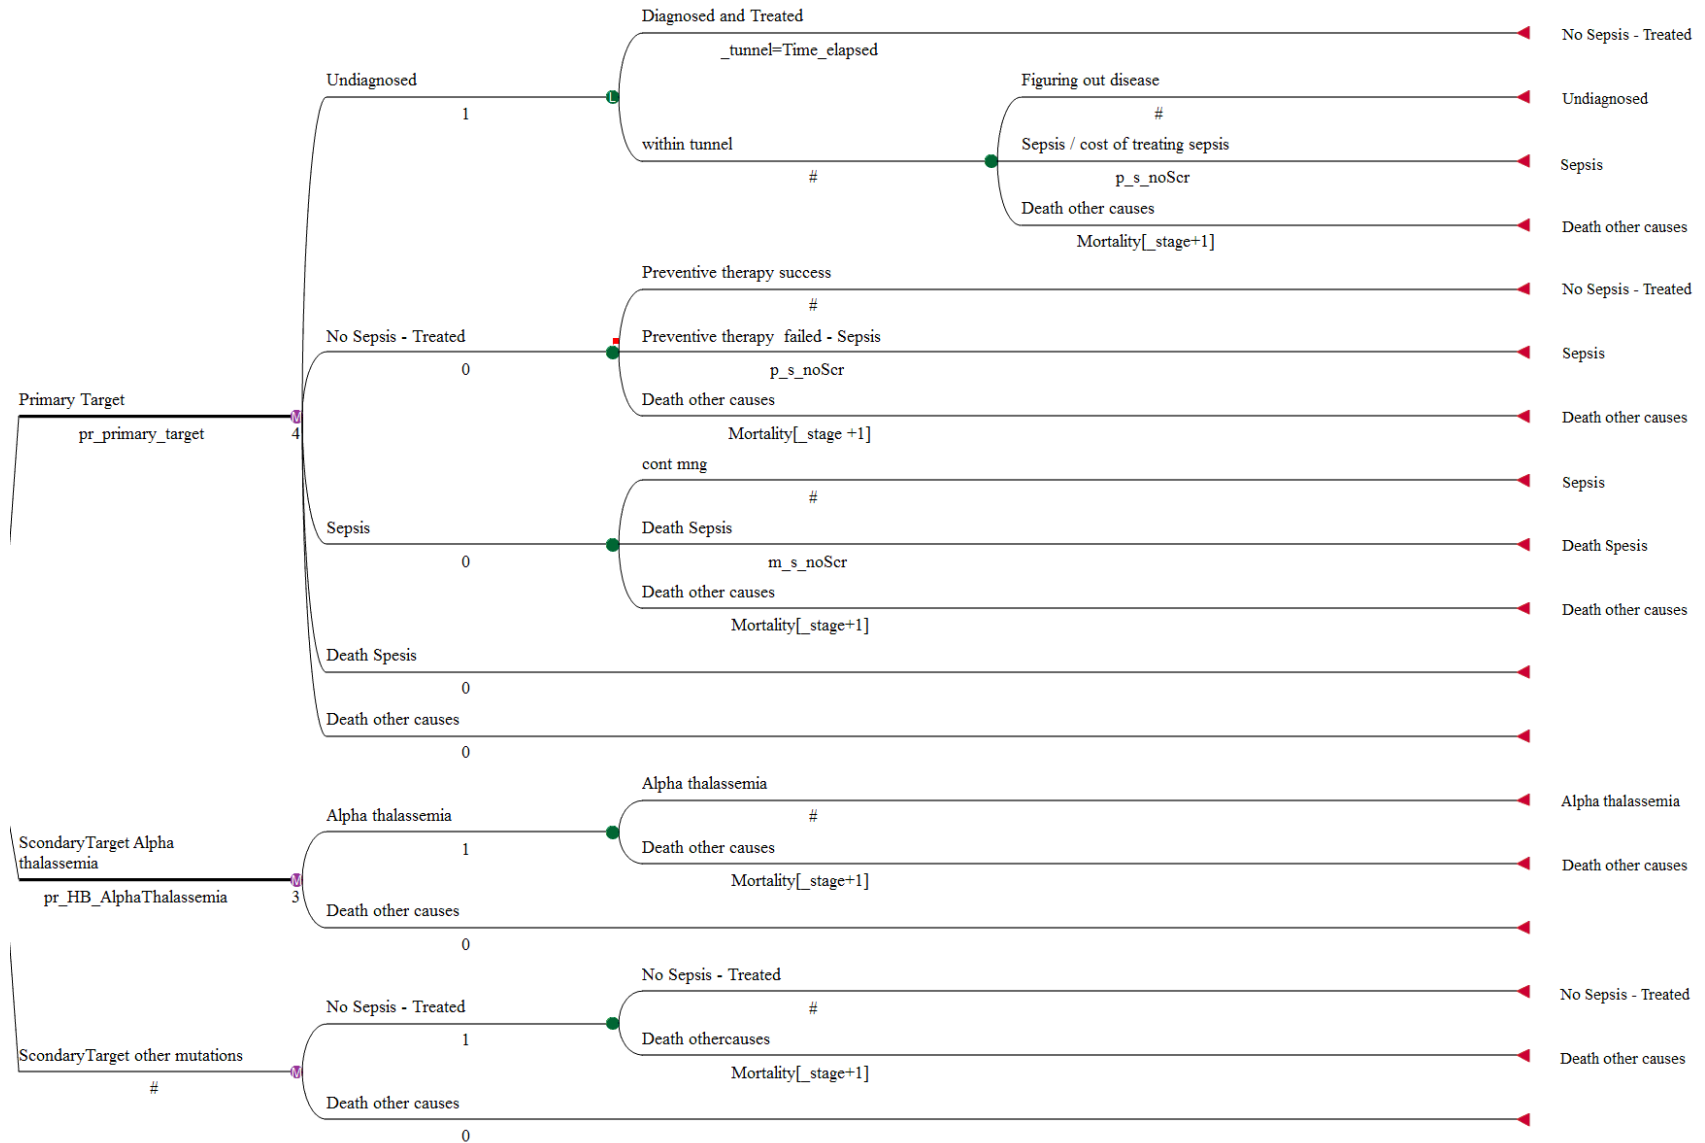 Diagnosed and Treated
_tunnel=Time_elapsed
No Sepsis - Treated
Undiagnosed
1
L
Figuring out disease
#
Undiagnosed
within tunnel
#
Sepsis / cost of treating sepsis
p_s_noScr
Sepsis
Death other causes
Mortality[_stage+1]
Death other causes
Preventive therapy success
#
No Sepsis - Treated
No Sepsis - Treated
0
Preventive therapy  failed - Sepsis
p_s_noScr
Sepsis
Death other causes
Mortality[_stage +1]
Death other causes
Primary Target
pr_primary_target
M
4
cont mng
#
Sepsis
Sepsis
0
Death Sepsis
m_s_noScr
Death Spesis
Death other causes
Mortality[_stage+1]
Death other causes
Death Spesis
0
Death other causes
0
Alpha thalassemia
#
Alpha thalassemia
Alpha thalassemia
1
Death other causes
Mortality[_stage+1]
Death other causes
ScondaryTarget Alpha
thalassemia
pr_HB_AlphaThalassemia
M
3
Death other causes
0
No Sepsis - Treated
#
No Sepsis - Treated
No Sepsis - Treated
1
Death othercauses
Mortality[_stage+1]
Death other causes
ScondaryTarget other mutations
#
M
Death other causes
0